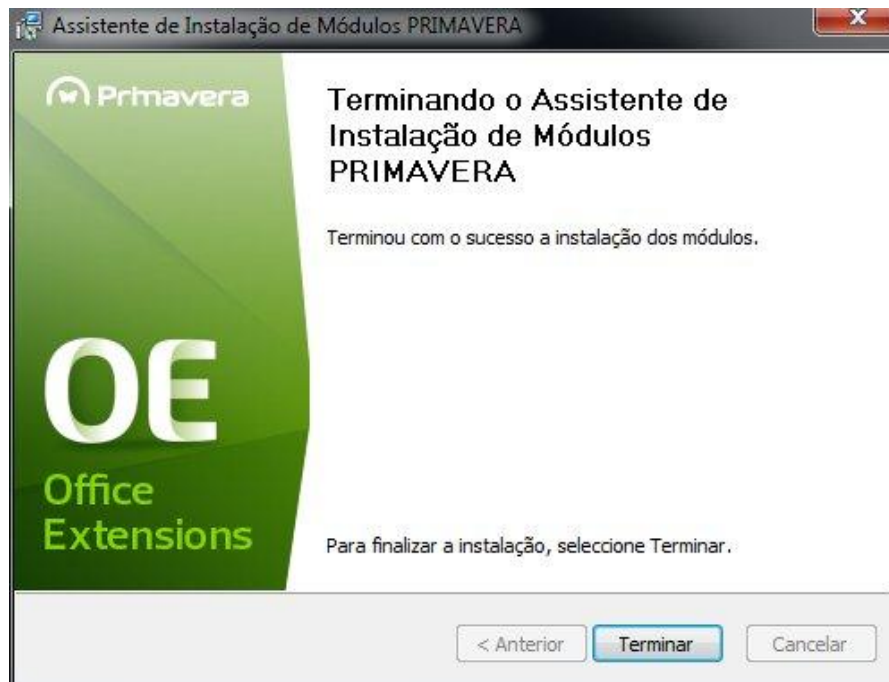 Assistente de Instalação de Módulos PRIMAVERA
X
Primavera
Terminando o Assistente de
Instalação de Módulos
PRIMAVERA
Terminou com o sucesso a instalação dos módulos.
OE
Office
Extensions
Para finalizar a instalação, seleccione Terminar.
< Anterior
Terminar
Cancelar